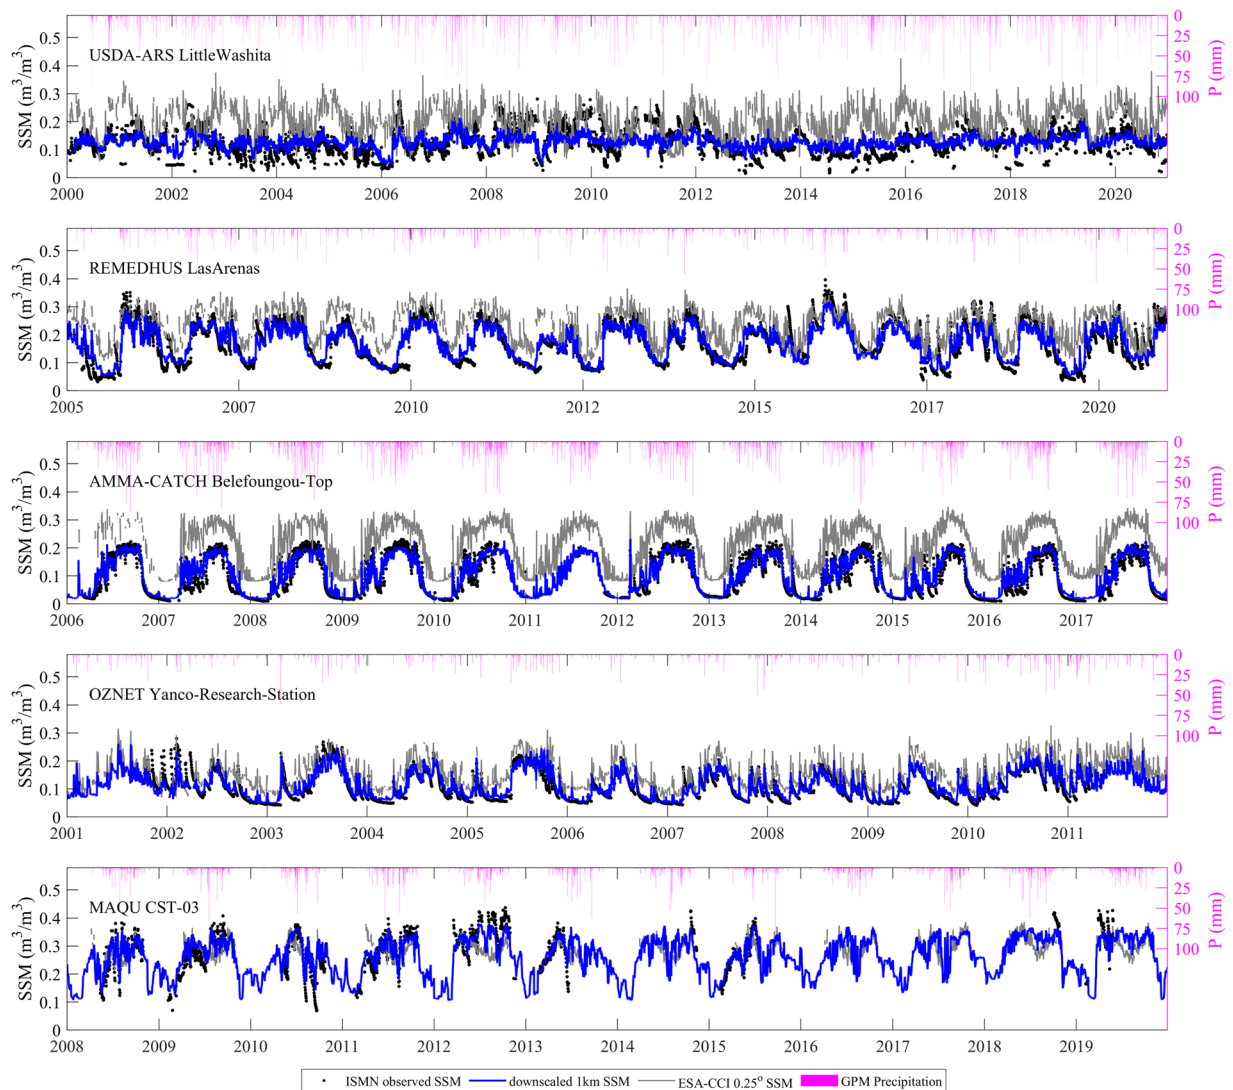 USDA-ARS LittleWashita
SSM (m³/m³)
0.5
0.4
0.3
0.2
0.1
0
0
25
50
75
100
P (mm)
2000 2002 2004 2006 2008 2010 2012 2014 2016 2018 2020
REMEDHUS LasArenas
SSM (m³/m³)
0.5
0.4
0.3
0.2
0.1
0
0
25
50
75
100
P (mm)
2005 2007 2010 2012 2015 2017 2020
AMMA-CATCH Belefoungou-Top
SSM (m³/m³)
0.5
0.4
0.3
0.2
0.1
0
0
25
50
75
100
P (mm)
2006 2007 2008 2009 2010 2011 2012 2013 2014 2015 2016 2017
OZNET Yanco-Research-Station
SSM (m³/m³)
0.5
0.4
0.3
0.2
0.1
0
0
25
50
75
100
P (mm)
2001 2002 2003 2004 2005 2006 2007 2008 2009 2010 2011
MAQU CST-03
SSM (m³/m³)
0.5
0.4
0.3
0.2
0.1
0
0
25
50
75
100
P (mm)
2008 2009 2010 2011 2012 2013 2014 2015 2016 2017 2018 2019
ISMN observed SSM downscaled 1km SSM ESA-CCI 0.25° SSM GPM Precipitation